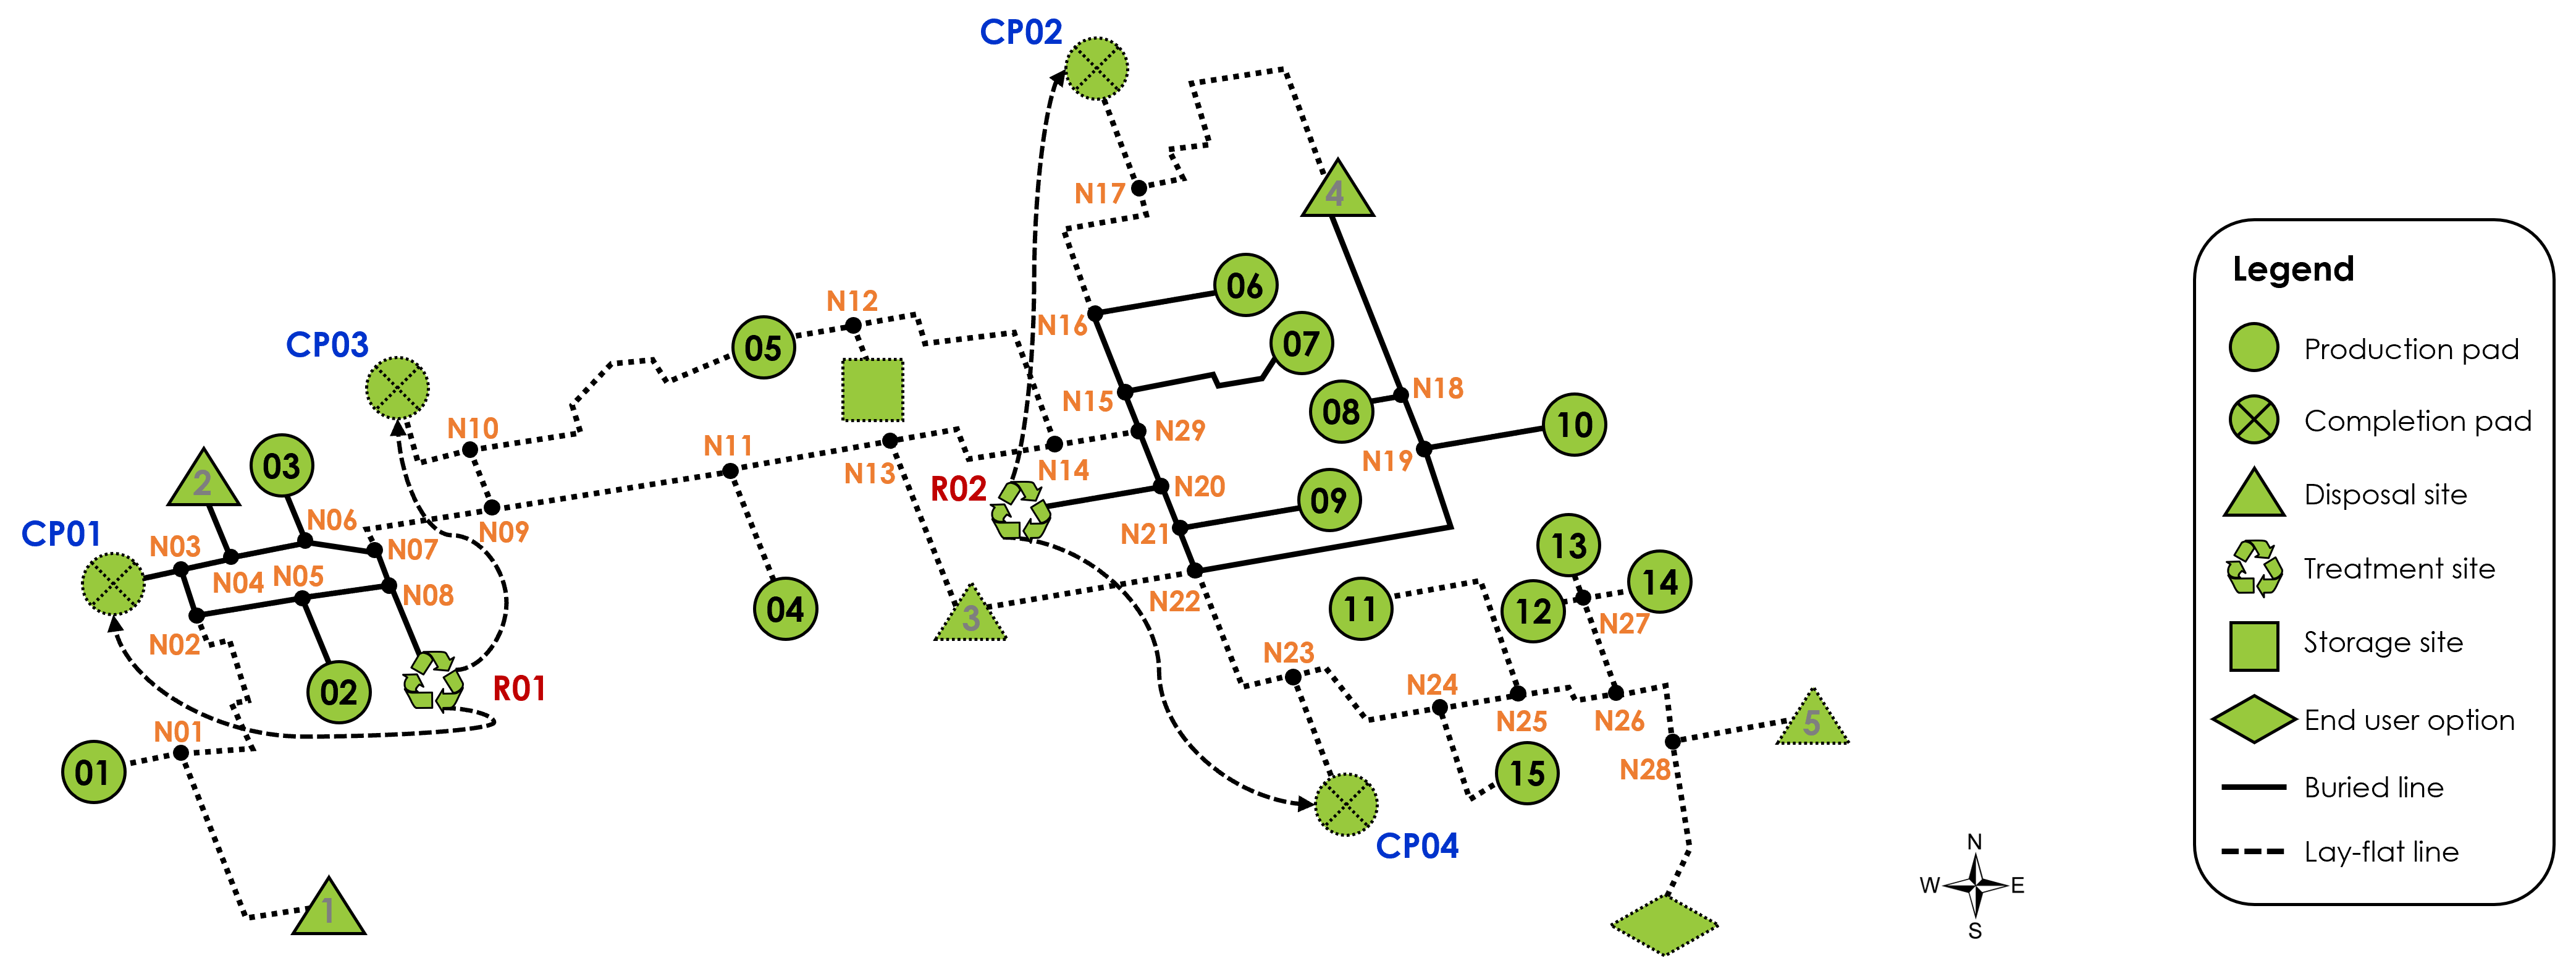 CP02
N17
4
06
N12
N16
CP03
05
07
N15
N18
08
N10
N11
N29
10
N13
N14
N19
2
03
R02
N20
09
N06
N09
CP01
N03
N07
N21
13
N04
N05
N08
14
12
11
N22
04
3
N27
N02
N23
02
R01
N24
N25
N26
5
N01
01
15
N28
CP04
1
N
W
E
S
Legend
Production pad
Completion pad
Disposal site
Treatment site
Storage site
End user option
Buried line
Lay-flat line